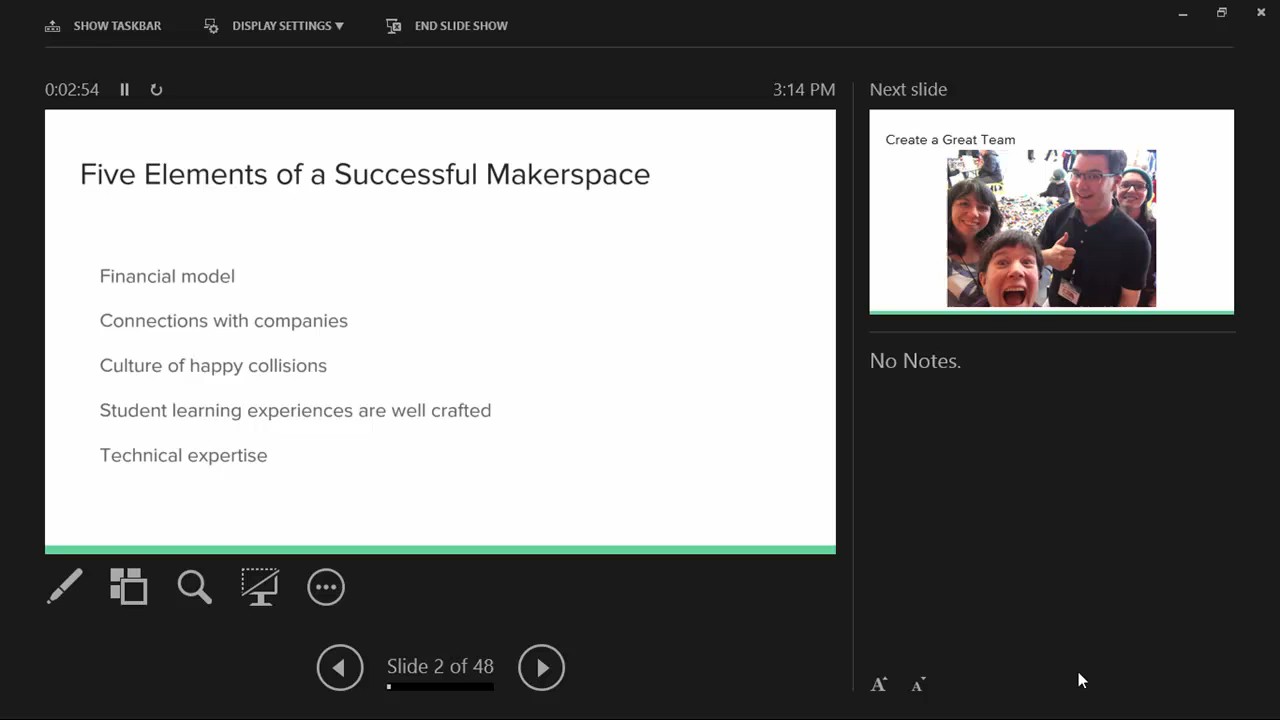 SHOW TASKBAR DISPLAY SETTINGS ▼ END SLIDE SHOW
0:02:54 3:14 PM
Five Elements of a Successful Makerspace
Financial model
Connections with companies
Culture of happy collisions
Student learning experiences are well crafted
Technical expertise
Slide 2 of 48
Next slide
Create a Great Team
No Notes.
A A